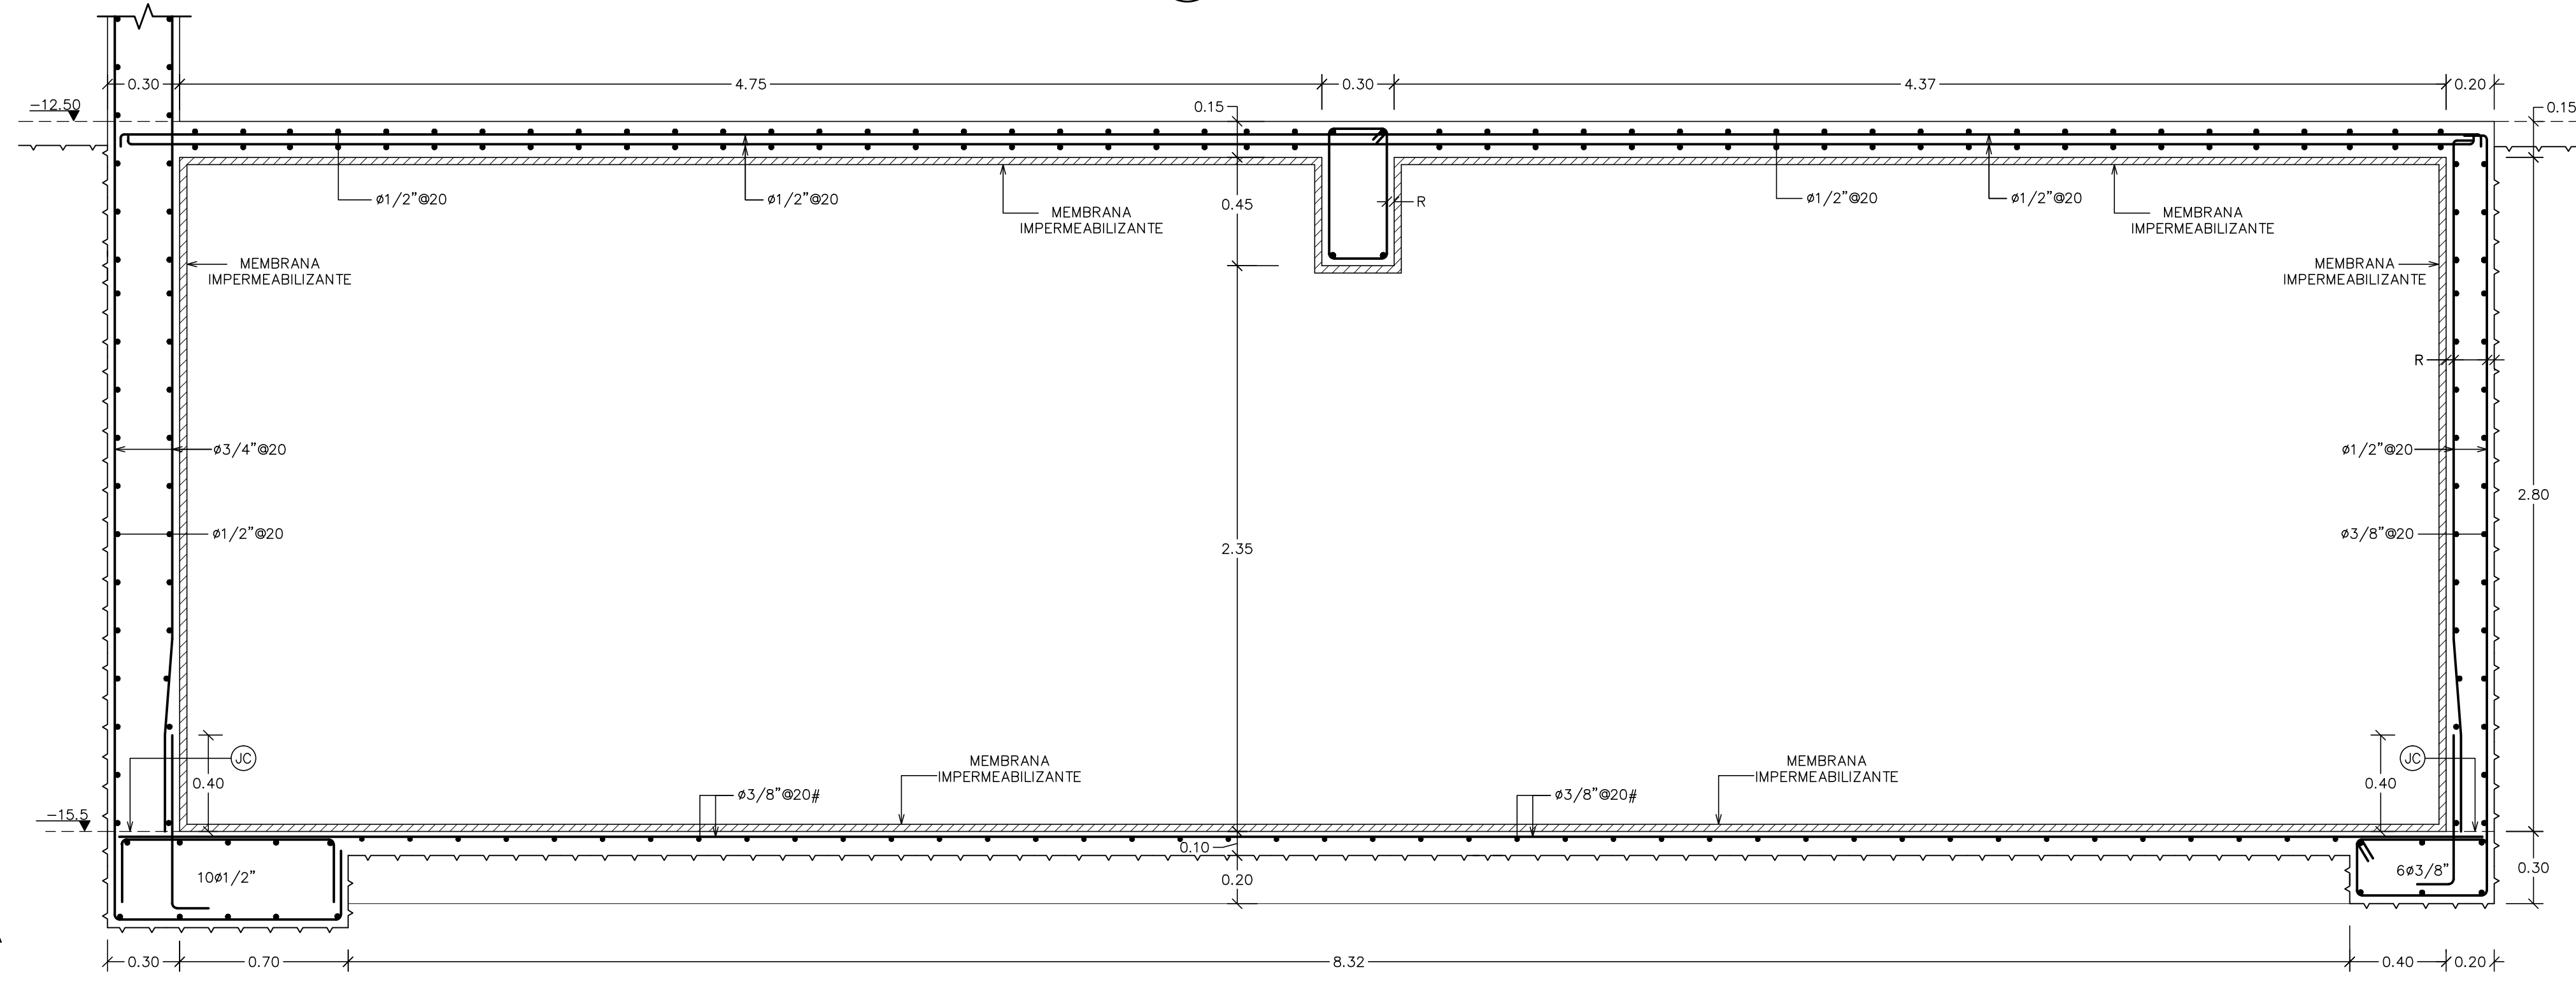 0.30
4.75
0.30
4.37
0.20
-12.50
0.15
0.15
ø1/2"@20
ø1/2"@20
0.45
R
ø1/2"@20
ø1/2"@20
MEMBRANA
IMPERMEABILIZANTE
MEMBRANA
IMPERMEABILIZANTE
MEMBRANA
IMPERMEABILIZANTE
MEMBRANA
IMPERMEABILIZANTE
R
ø3/4"@20
ø1/2"@20
2.80
ø1/2"@20
2.35
ø3/8"@20
JC
0.40
MEMBRANA
IMPERMEABILIZANTE
MEMBRANA
IMPERMEABILIZANTE
JC
0.40
ø3/8"@20#
ø3/8"@20#
-15.5
0.10
10ø1/2"
0.20
6ø3/8"
0.30
0.30
0.70
8.32
0.40
0.20